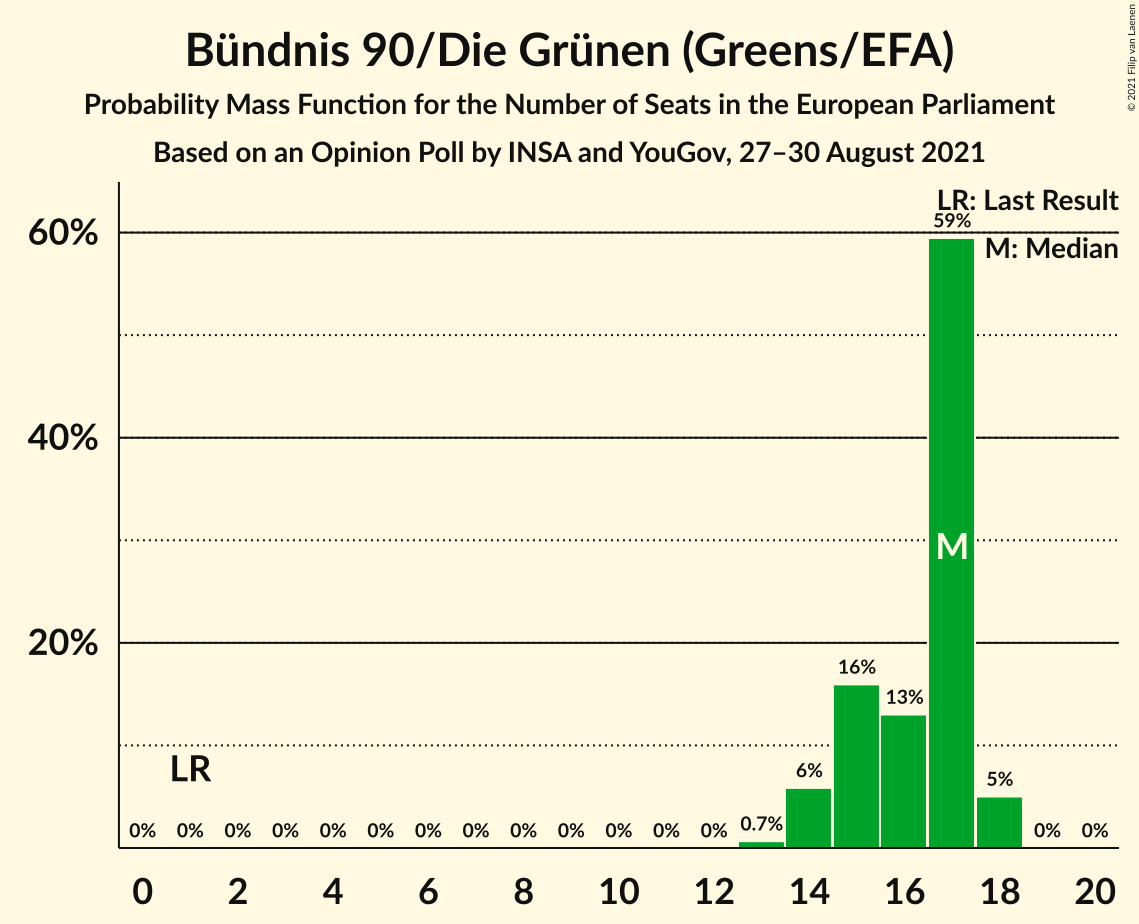 Bündnis 90/Die Grünen (Greens/EFA)
Probability Mass Function for the Number of Seats in the European Parliament
Based on an Opinion Poll by INSA and YouGov, 27–30 August 2021
© 2021 Filip van Laenen
LR: Last Result
M: Median
60%
40%
20%
59%
M
16%
13%
6%
5%
0.7%
LR
0% 0% 0% 0% 0% 0% 0% 0% 0% 0% 0% 0% 0% 0% 0%
0 2 4 6 8 10 12 14 16 18 20